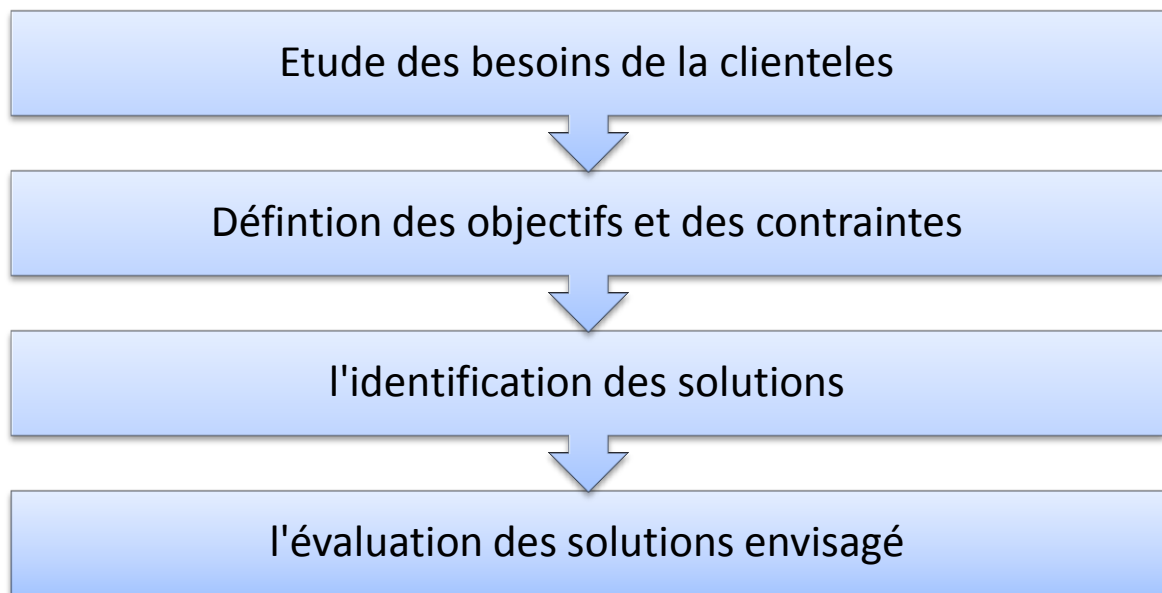 Etude des besoins de la clienteles
Défintion des objectifs et des contraintes
l'identification des solutions
l'évaluation des solutions envisagé